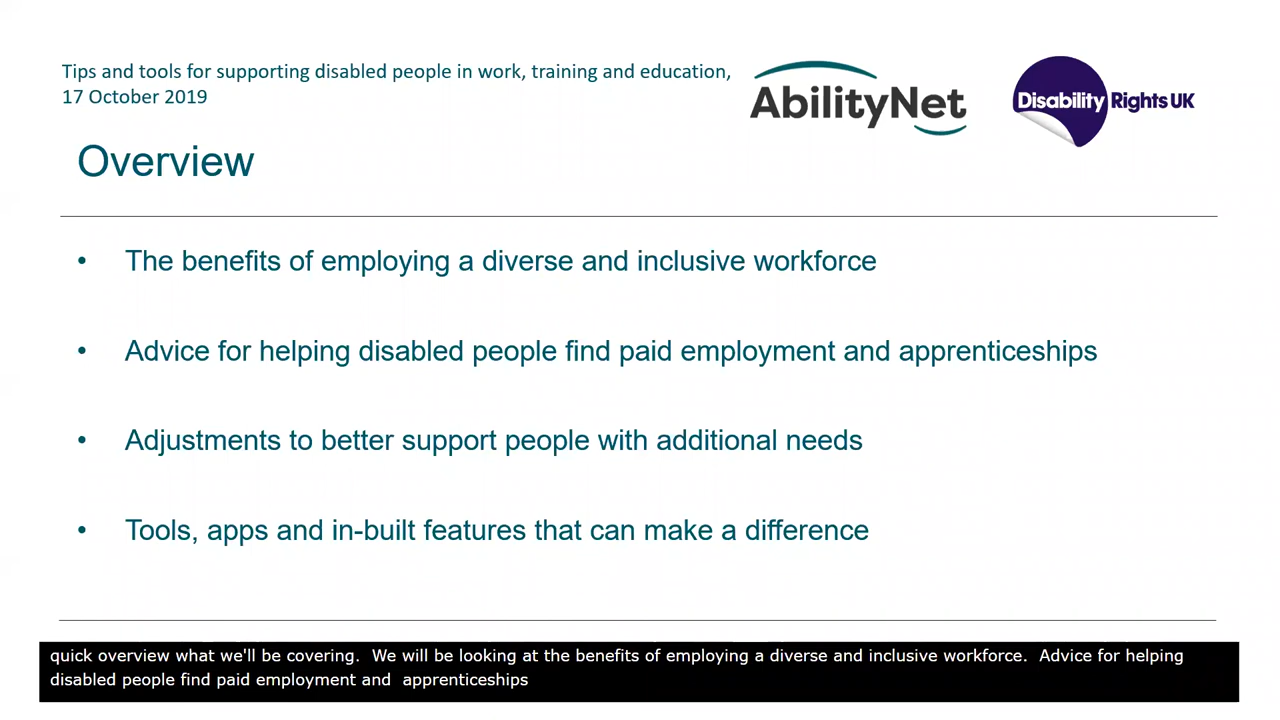 Tips and tools for supporting disabled people in work, training and education,
17 October 2019
AbilityNet
Disability Rights UK
Overview
• The benefits of employing a diverse and inclusive workforce
• Advice for helping disabled people find paid employment and apprenticeships
• Adjustments to better support people with additional needs
• Tools, apps and in-built features that can make a difference
quick overview what we'll be covering.  We will be looking at the benefits of employing a diverse and inclusive workforce.  Advice for helping
disabled people find paid employment and  apprenticeships